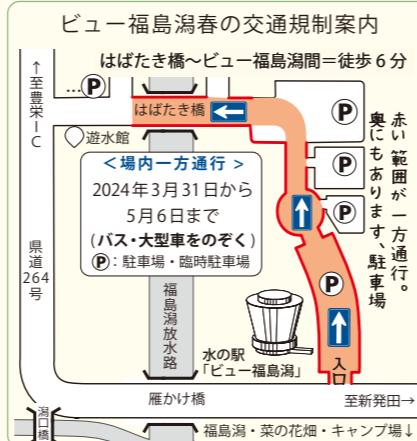 ビュー福島潟春の交通規制案内
はばたき橋〜ビュー福島潟間＝徒歩6分
↑至豊栄IC
…Ⓟ
はばたき橋
遊水館
＜場内一方通行＞
2024年3月31日から
5月6日まで
(バス・大型車をのぞく)
Ⓟ：駐車場・臨時駐車場
Ⓟ
Ⓟ
Ⓟ
Ⓟ
赤い範囲が一方通行。
奥にもあります、駐車場
県道264号
福島潟放水路
水の駅
「ビュー福島潟」
入口
雁かけ橋
至新発田→
潟口橋
福島潟・菜の花畑・キャンプ場↓